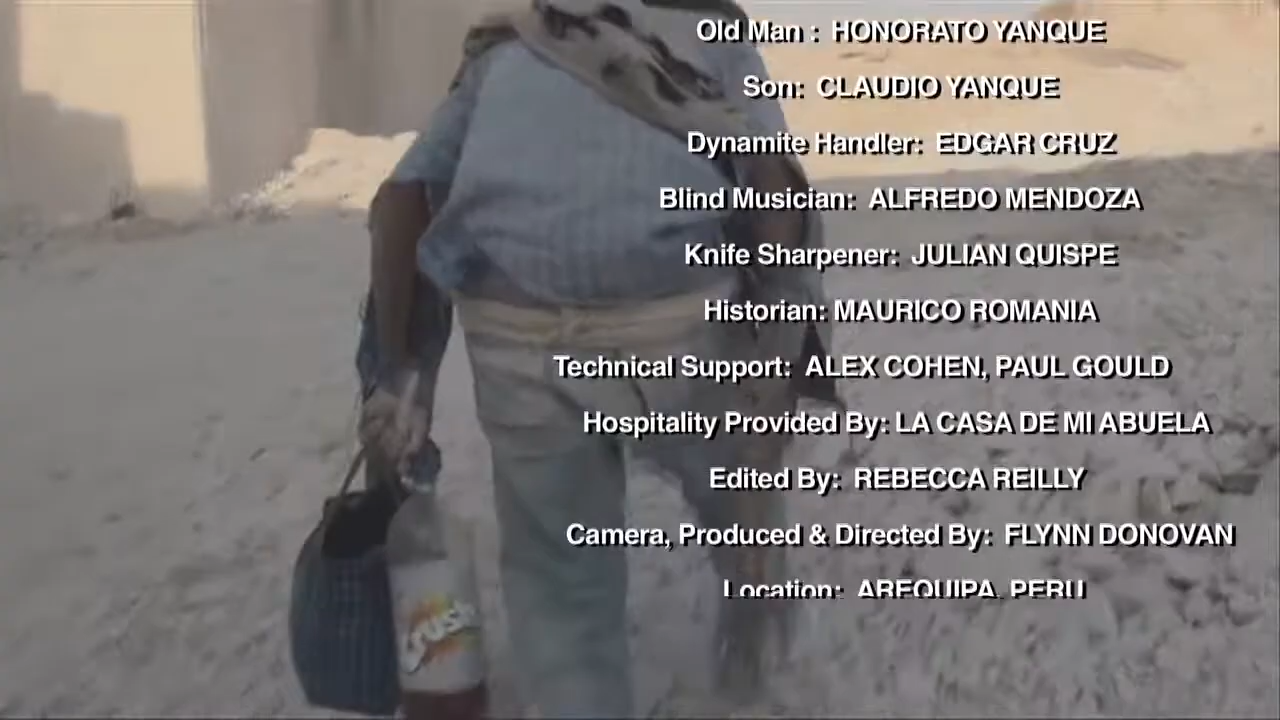 Old Man : HONORATO YANQUE
Son: CLAUDIO YANQUE
Dynamite Handler: EDGAR CRUZ
Blind Musician: ALFREDO MENDOZA
Knife Sharpener: JULIAN QUISPE
Historian: MAURICO ROMANIA
Technical Support: ALEX COHEN, PAUL GOULD
Hospitality Provided By: LA CASA DE MI ABUELA
Edited By: REBECCA REILLY
Camera, Produced & Directed By: FLYNN DONOVAN
Location: AREQUIPA, PERU
Crush